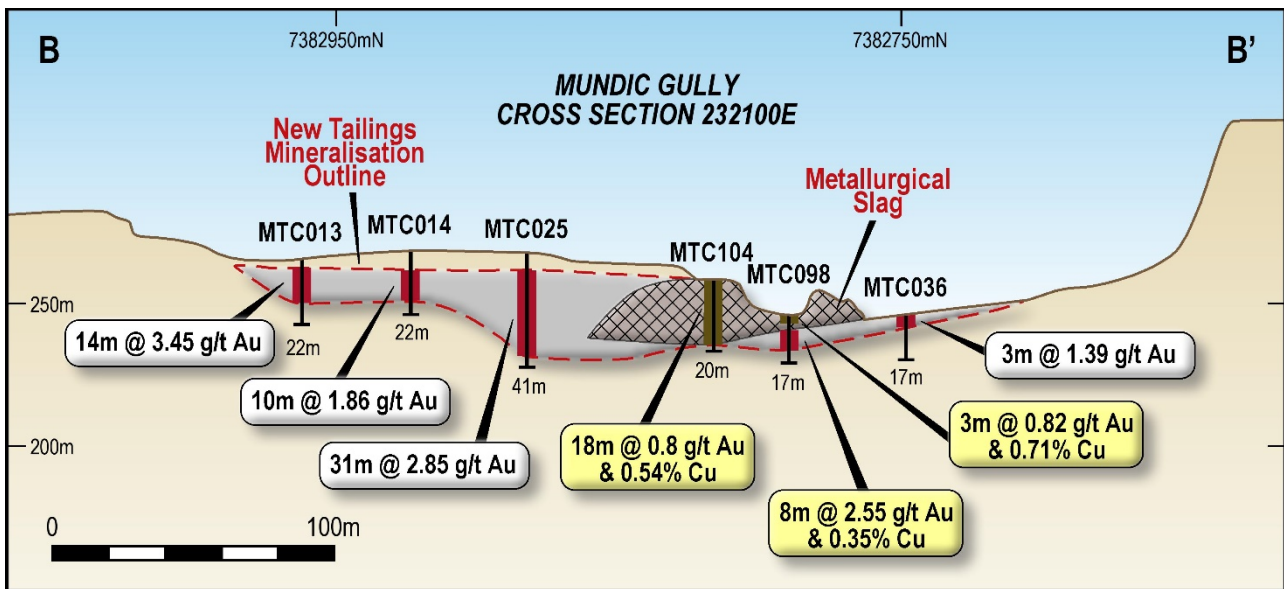 B
7382950mN
7382750mN
B'
MUNDIC GULLY
CROSS SECTION 232100E
New Tailings
Mineralisation
Outline
Metallurgical
Slag
MTC013
MTC014
MTC025
MTC104
MTC098
MTC036
250m
250m
22m
22m
41m
20m
17m
17m
14m @ 3.45 g/t Au
10m @ 1.86 g/t Au
31m @ 2.85 g/t Au
18m @ 0.8 g/t Au
& 0.54% Cu
8m @ 2.55 g/t Au
& 0.35% Cu
3m @ 0.82 g/t Au
& 0.71% Cu
3m @ 1.39 g/t Au
200m
200m
0
100m